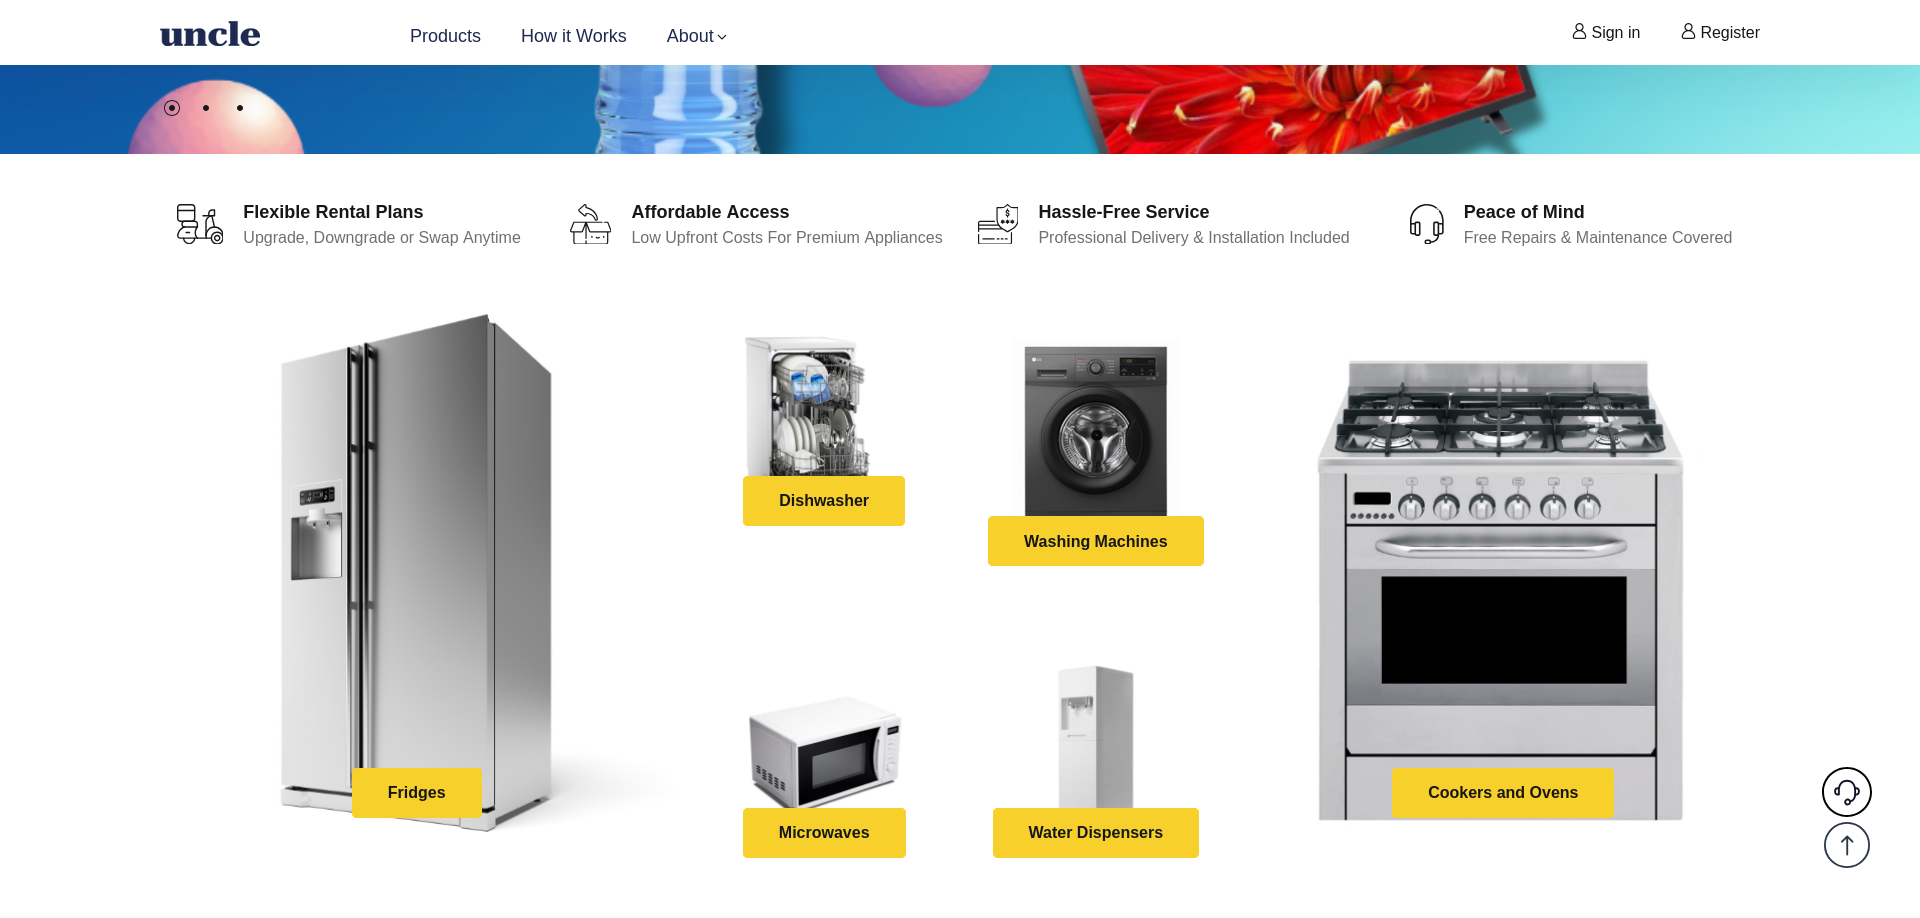 uncle
Products
How it Works
About
Sign in
Register
Flexible Rental Plans
Upgrade, Downgrade or Swap Anytime
Affordable Access
Low Upfront Costs For Premium Appliances
Hassle-Free Service
Professional Delivery & Installation Included
Peace of Mind
Free Repairs & Maintenance Covered
LG
Dishwasher
Washing Machines
Fridges
Cookers and Ovens
Microwaves
Water Dispensers